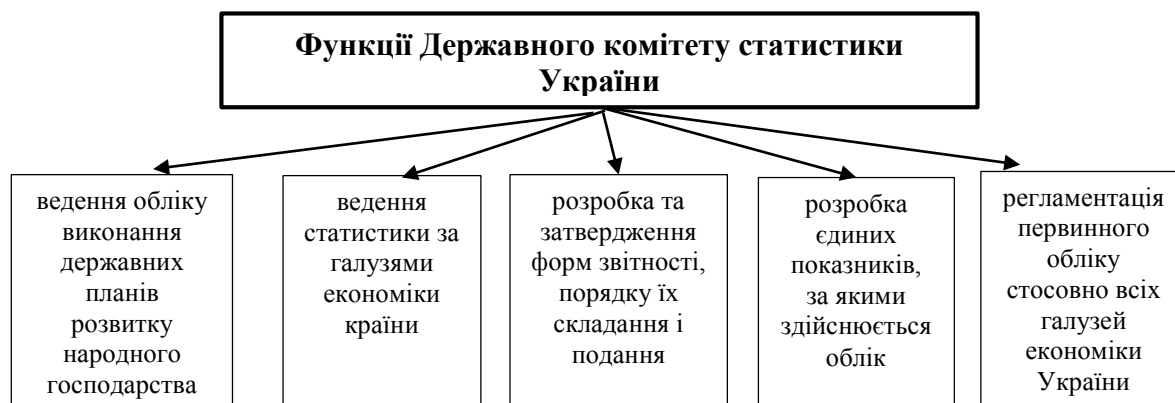 Функції Державного комітету статистики
України
ведення обліку
виконання
державних
планів
розвитку
народного
господарства
ведення
статистики за
галузями
економіки
країни
розробка та
затвердження
форм звітності,
порядку їх
складання і
подання
розробка
єдиних
показників,
за якими
здійснюється
облік
регламентація
первинного
обліку
стосовно всіх
галузей
економіки
України